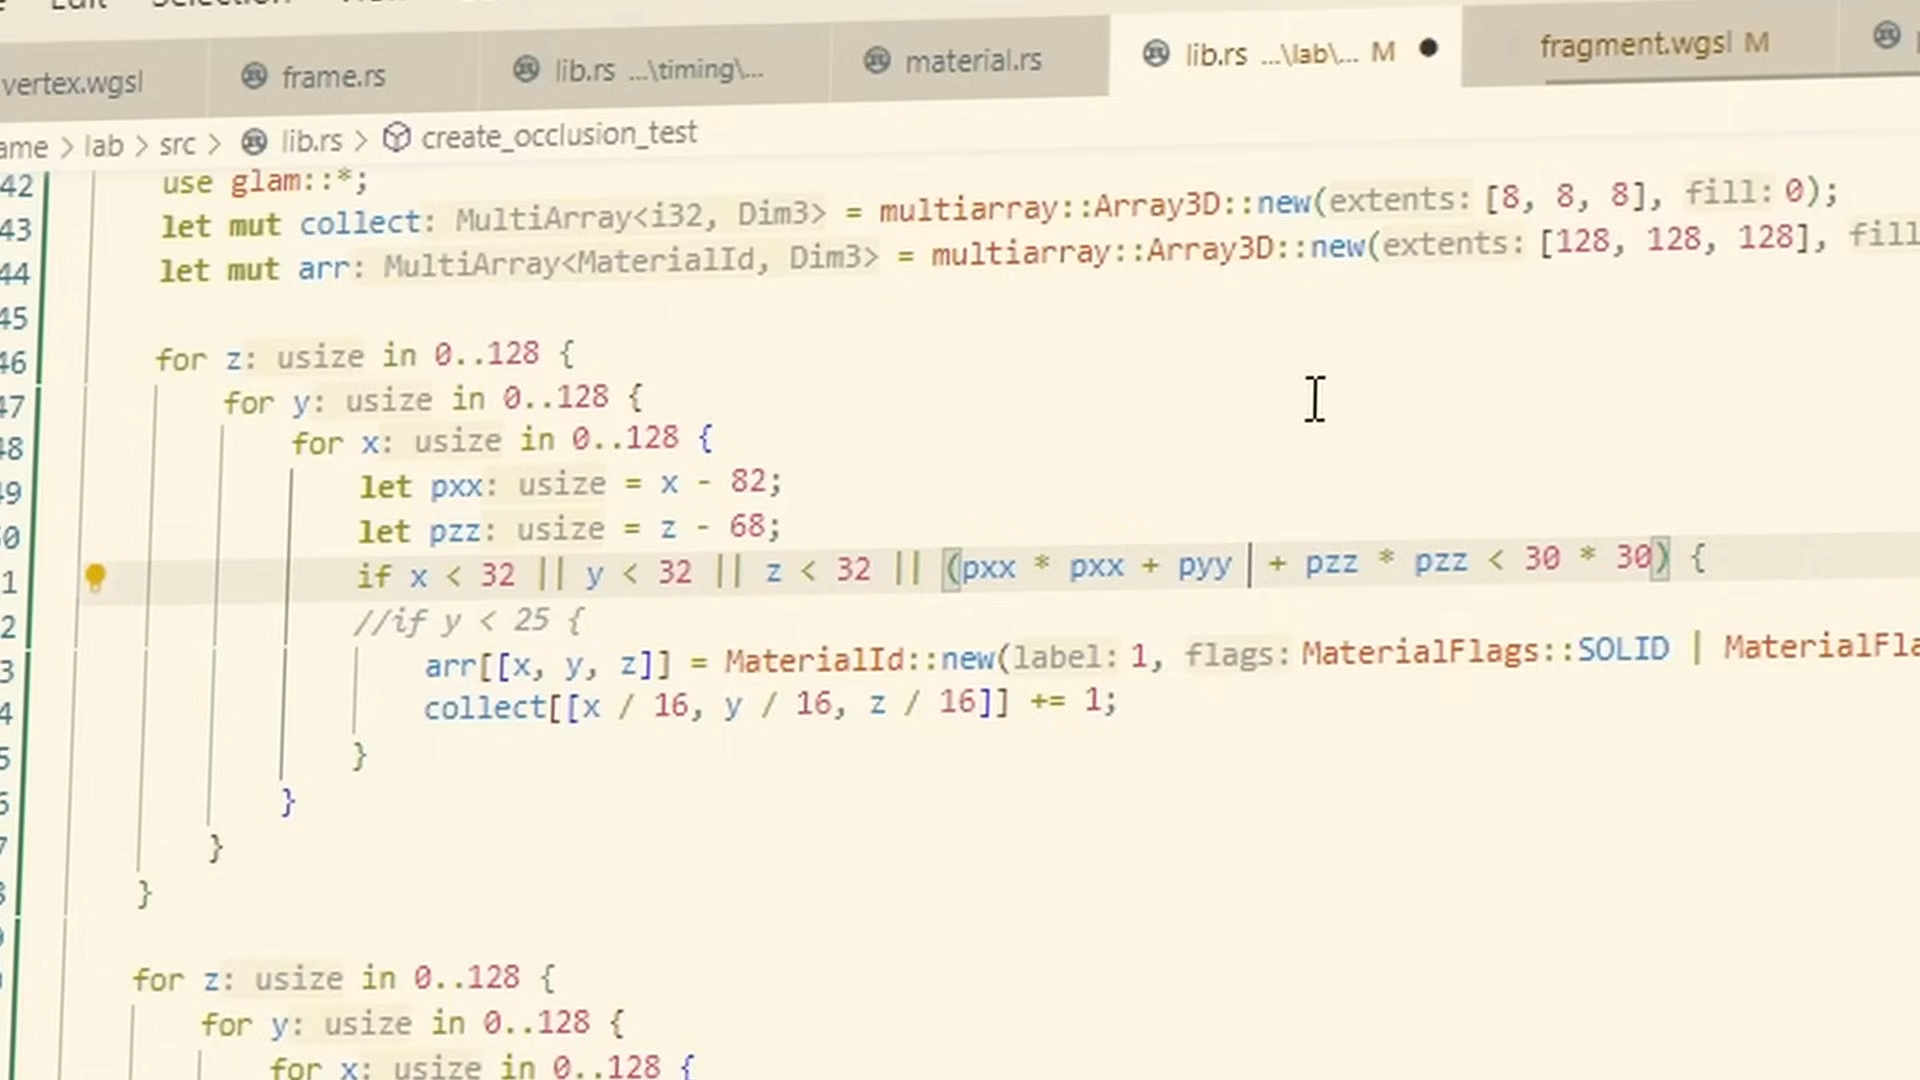 Edit Selection View
vertex.wgsl frame.rs lib.rs ...\timing\... material.rs lib.rs ...\lab\... M ● fragment.wgsl M
ame > lab > src > lib.rs > create_occlusion_test
42 use glam::*;
43 let mut collect: MultiArray<i32, Dim3> = multiarray::Array3D::new(extents: [8, 8, 8], fill: 0);
44 let mut arr: MultiArray<MaterialId, Dim3> = multiarray::Array3D::new(extents: [128, 128, 128], fill
45
46 for z: usize in 0..128 {
47 for y: usize in 0..128 {
48 for x: usize in 0..128 {
49 let pxx: usize = x - 82;
0 let pzz: usize = z - 68;
1 if x < 32 || y < 32 || z < 32 || (pxx * pxx + pyy + pzz * pzz < 30 * 30) {
2 //if y < 25 {
3 arr[[x, y, z]] = MaterialId::new(label: 1, flags: MaterialFlags::SOLID | MaterialFla
4 collect[[x / 16, y / 16, z / 16]] += 1;
5 }
6 }
7 }
8 }
9
0 for z: usize in 0..128 {
for y: usize in 0..128 {
for x: usize in 0..128 {